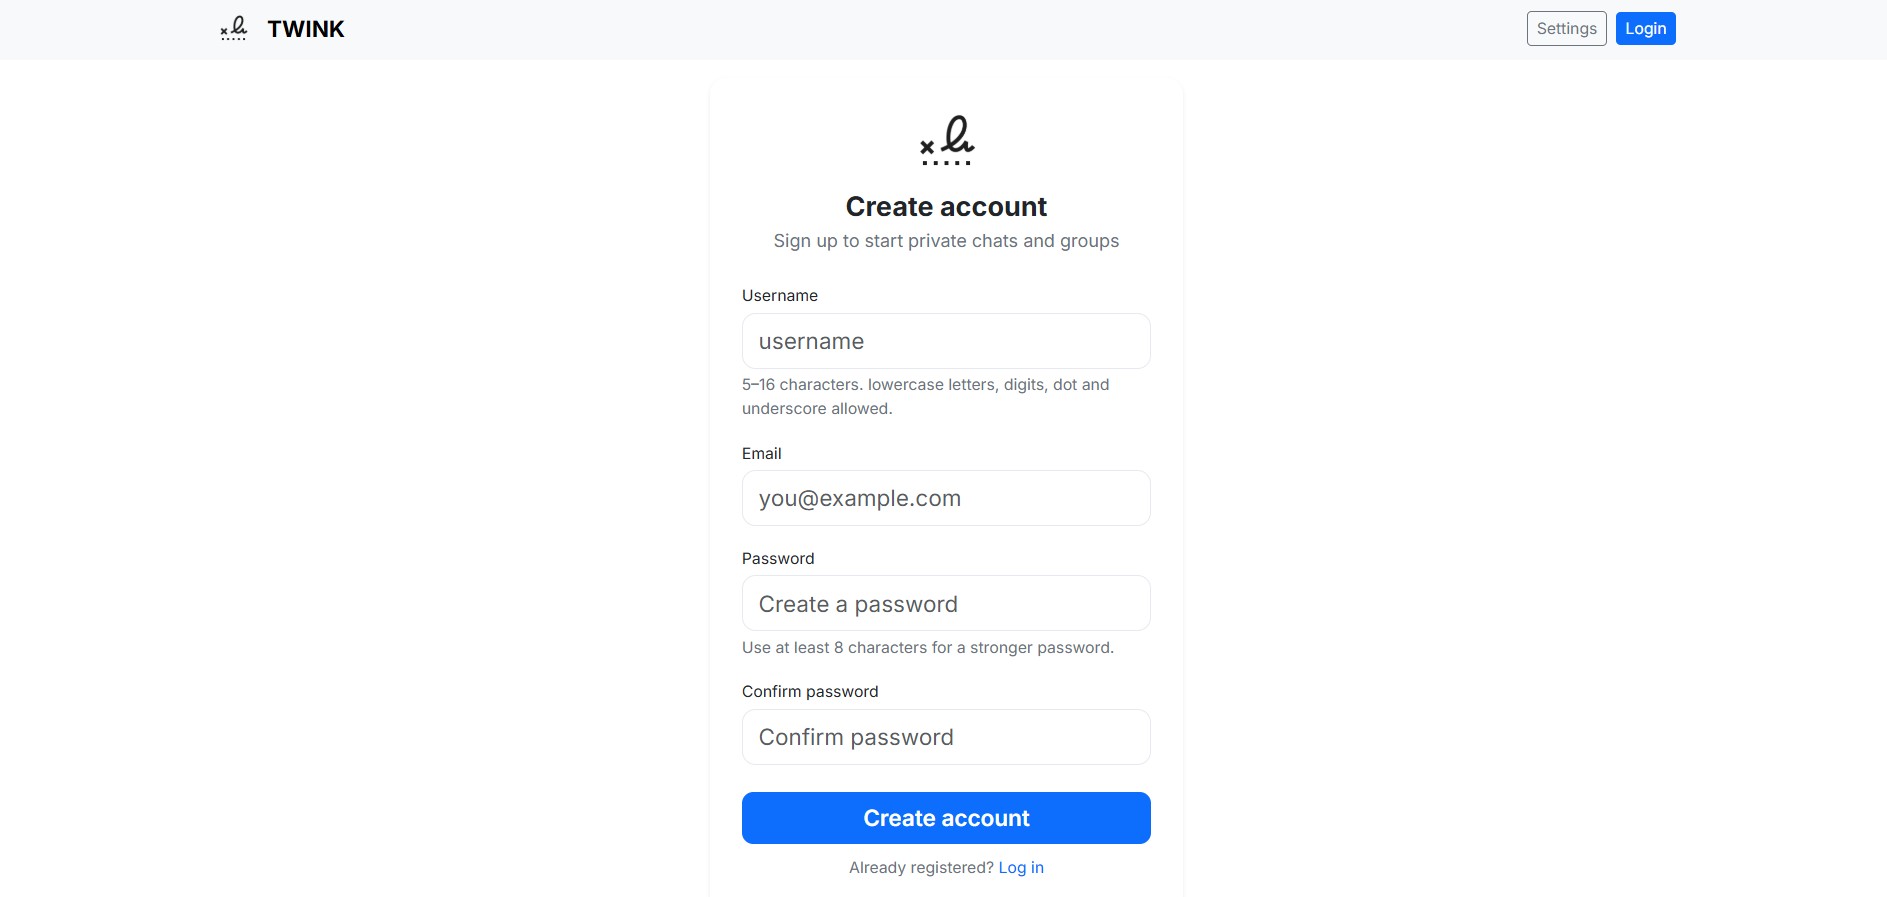 TWINK
Settings
Login
Create account
Sign up to start private chats and groups
Username
username
5–16 characters. lowercase letters, digits, dot and
underscore allowed.
Email
you@example.com
Password
Create a password
Use at least 8 characters for a stronger password.
Confirm password
Confirm password
Create account
Already registered? Log in